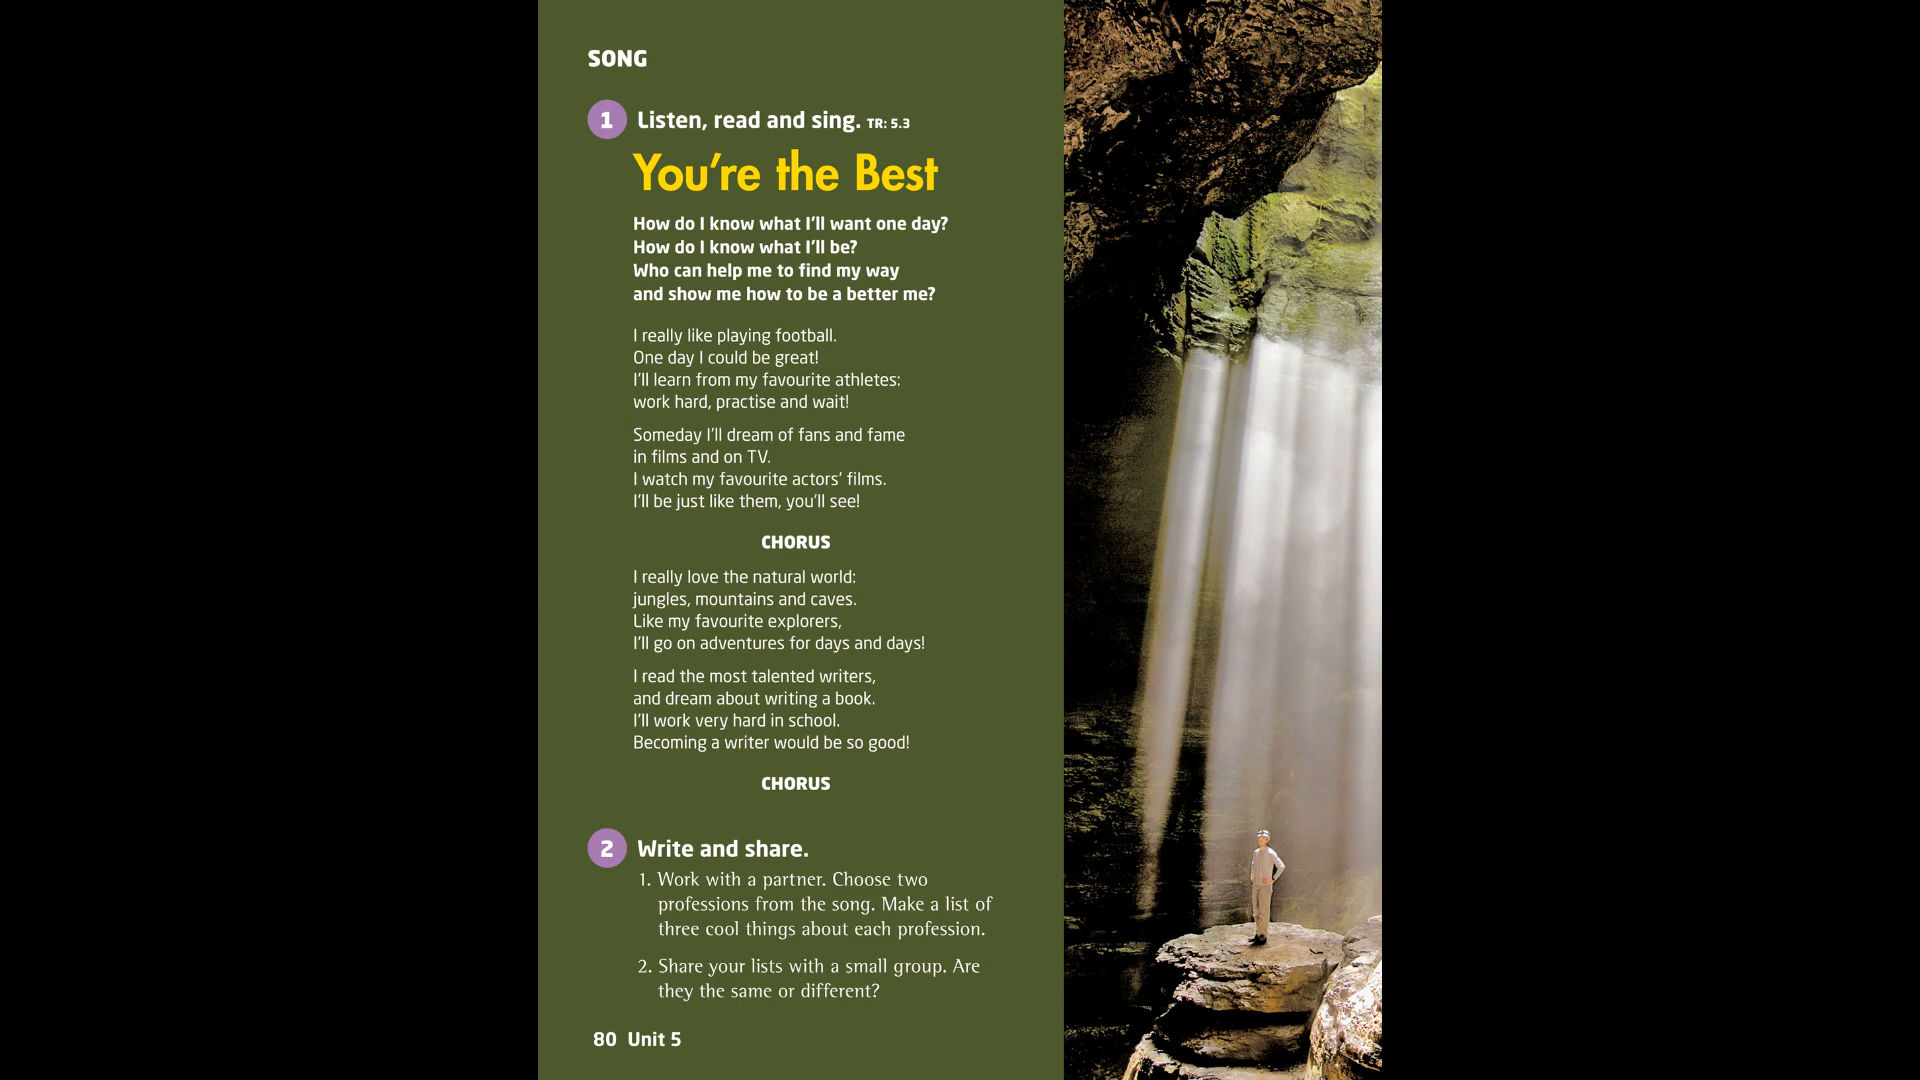 SONG
1 Listen, read and sing. TR: 5.3
You're the Best
How do I know what I'll want one day?
How do I know what I'll be?
Who can help me to find my way
and show me how to be a better me?
I really like playing football.
One day I could be great!
I'll learn from my favourite athletes:
work hard, practise and wait!
Someday I'll dream of fans and fame
in films and on TV.
I watch my favourite actors' films.
I'll be just like them, you'll see!
CHORUS
I really love the natural world:
jungles, mountains and caves.
Like my favourite explorers,
I'll go on adventures for days and days!
I read the most talented writers,
and dream about writing a book.
I'll work very hard in school.
Becoming a writer would be so good!
CHORUS
2 Write and share.
1. Work with a partner. Choose two
professions from the song. Make a list of
three cool things about each profession.
2. Share your lists with a small group. Are
they the same or different?
80 Unit 5